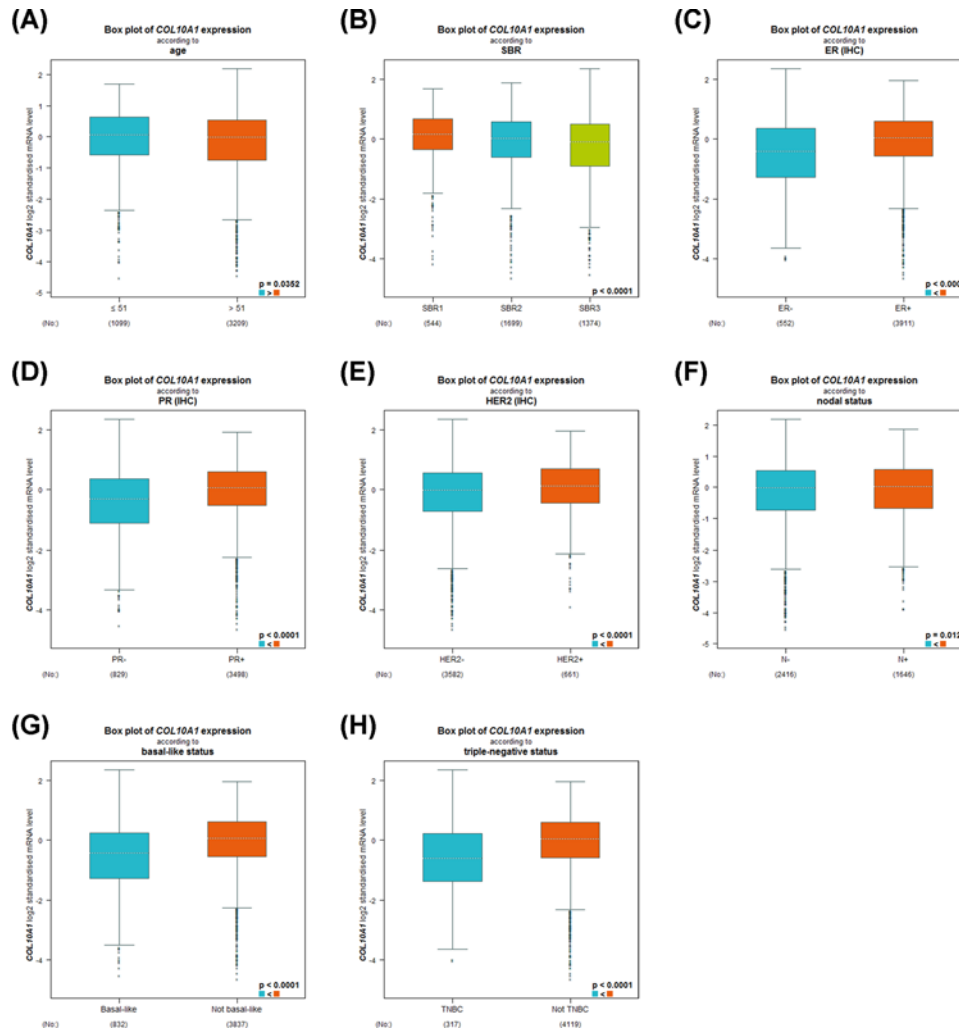 (A)
Box plot of COL10A1 expression
according to
age
COL10A1 log2 standardised mRNA level
2
1
0
-1
-2
-3
-4
-5
p = 0.0352
>
≤ 51
> 51
(No:)
(1099)
(3209)
(B)
Box plot of COL10A1 expression
according to
SBR
COL10A1 log2 standardised mRNA level
2
0
-2
-4
p < 0.0001
SBR1
SBR2
SBR3
(No:)
(544)
(1699)
(1374)
(C)
Box plot of COL10A1 expression
according to
ER (IHC)
COL10A1 log2 standardised mRNA level
2
0
-2
-4
p < 0.000
<
ER-
ER+
(No:)
(552)
(3911)
(D)
Box plot of COL10A1 expression
according to
PR (IHC)
COL10A1 log2 standardised mRNA level
2
0
-2
-4
p < 0.0001
<
PR-
PR+
(No:)
(829)
(3498)
(E)
Box plot of COL10A1 expression
according to
HER2 (IHC)
COL10A1 log2 standardised mRNA level
2
0
-2
-4
p < 0.0001
<
HER2-
HER2+
(No:)
(3582)
(661)
(F)
Box plot of COL10A1 expression
according to
nodal status
COL10A1 log2 standardised mRNA level
2
1
0
-1
-2
-3
-4
-5
p = 0.012
<
N-
N+
(No:)
(2416)
(1646)
(G)
Box plot of COL10A1 expression
according to
basal-like status
COL10A1 log2 standardised mRNA level
2
0
-2
-4
p < 0.0001
<
Basal-like
Not basal-like
(No:)
(832)
(3837)
(H)
Box plot of COL10A1 expression
according to
triple-negative status
COL10A1 log2 standardised mRNA level
2
0
-2
-4
p < 0.0001
<
TNBC
Not TNBC
(No:)
(317)
(4119)